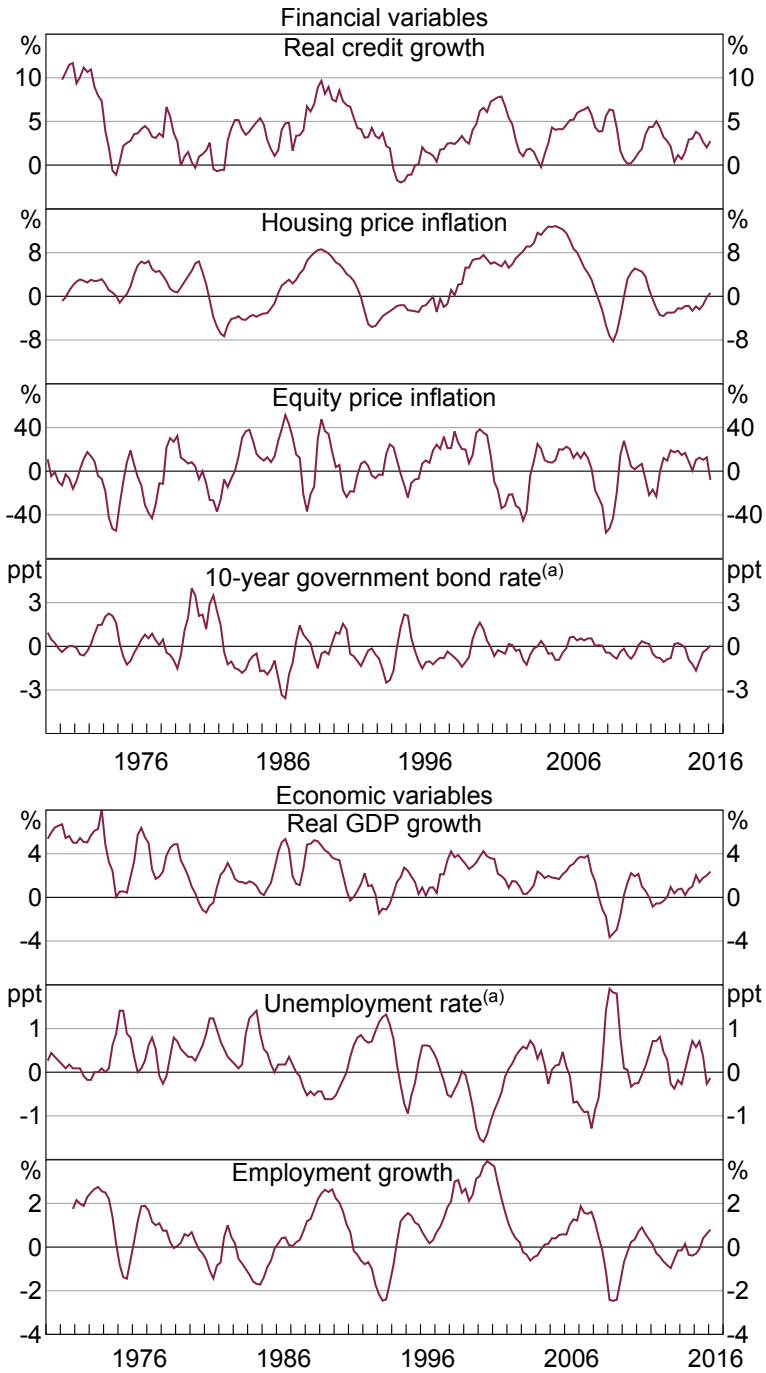 Financial variables
% Real credit growth %
10 10
5 5
0 0
% Housing price inflation %
8 8
0 0
-8 -8
% Equity price inflation %
40 40
0 0
-40 -40
ppt 10-year government bond rate(a) ppt
3 3
0 0
-3 -3
1976 1986 1996 2006 2016
Economic variables
% Real GDP growth %
4 4
0 0
-4 -4
ppt Unemployment rate(a) ppt
1 1
0 0
-1 -1
% Employment growth %
2 2
0 0
-2 -2
-4 -4
1976 1986 1996 2006 2016